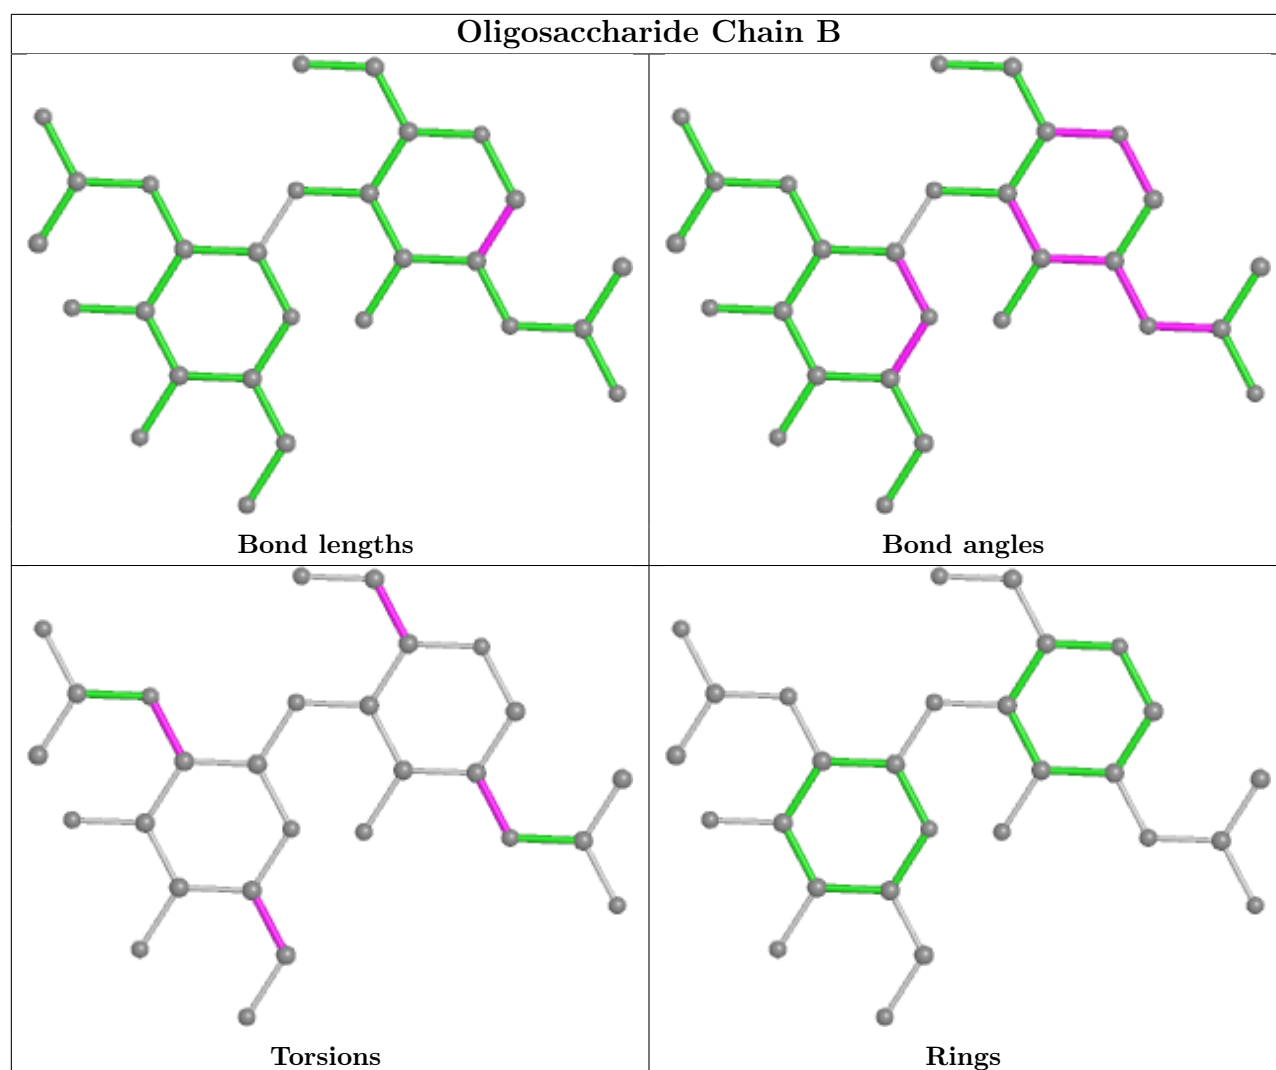 Oligosaccharide Chain B
Bond lengths
Bond angles
Torsions
Rings